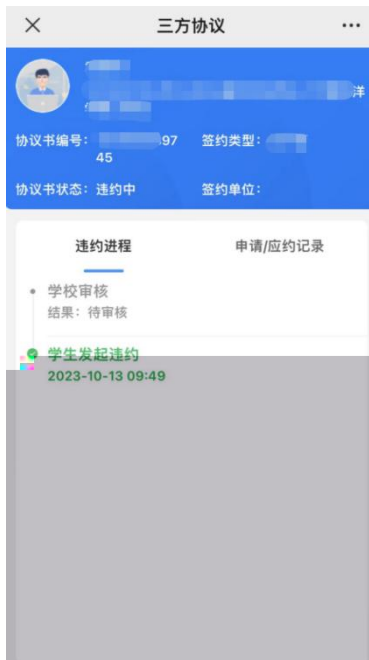 三方协议
洋
协议书编号：
97
签约类型：
45
协议书状态：违约中
签约单位：
违约进程
申请/应约记录
学校审核
结果：待审核
学生发起违约
2023-10-13 09:49